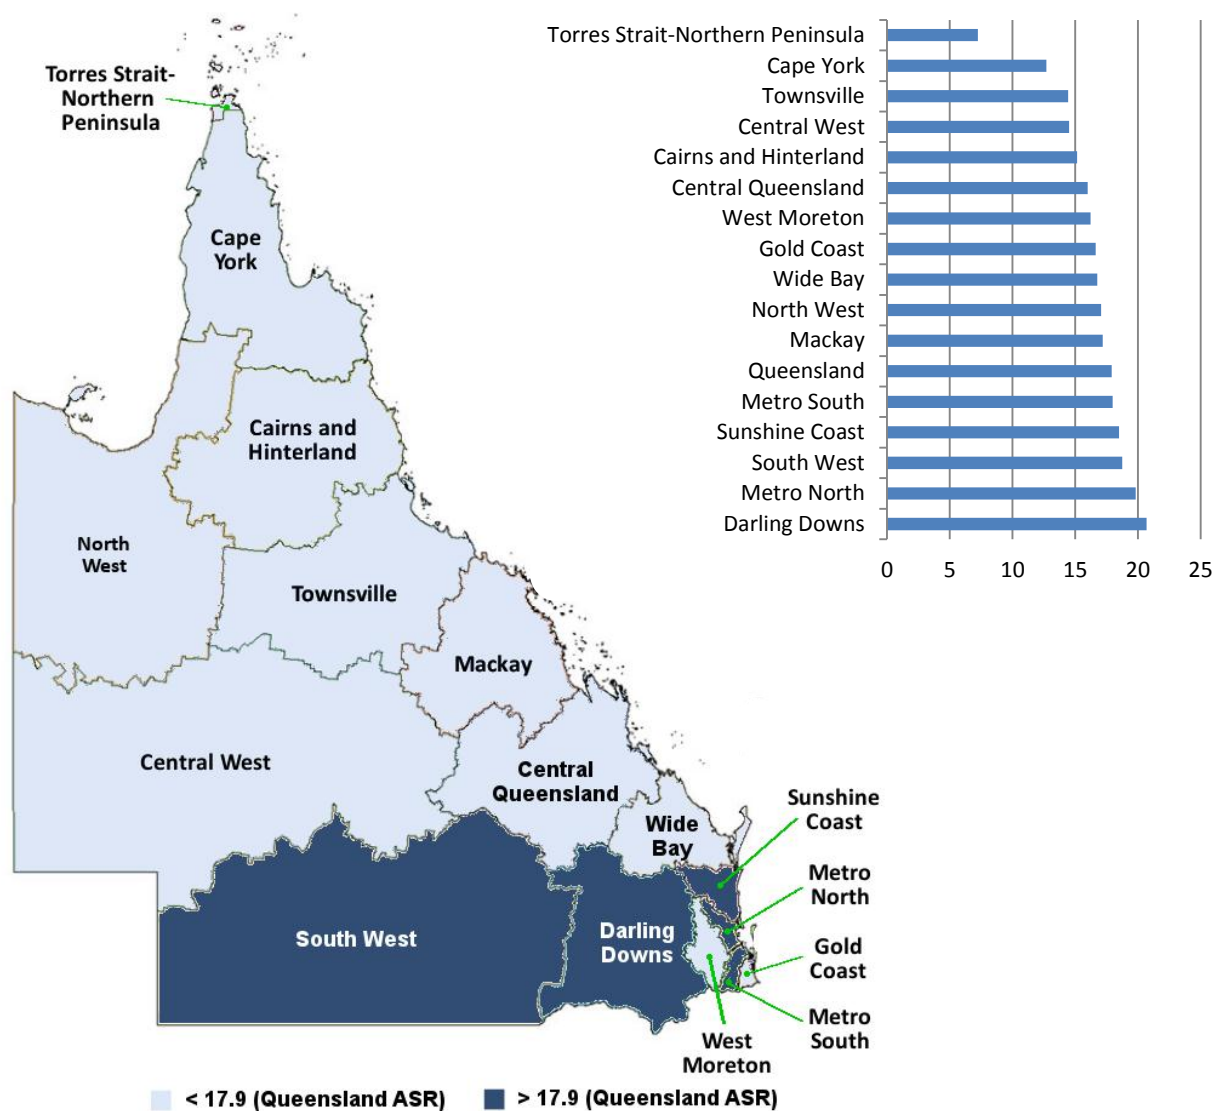 Torres Strait-
Northern
Peninsula
Cape
York
Cairns and
Hinterland
North
West
Townsville
Mackay
Central West
Central
Queensland
Wide
Bay
Sunshine
Coast
Metro
North
South West
Darling
Downs
Gold
Coast
Metro
South
West
Moreton
< 17.9 (Queensland ASR)
> 17.9 (Queensland ASR)
Torres Strait-Northern Peninsula
Cape York
Townsville
Central West
Cairns and Hinterland
Central Queensland
West Moreton
Gold Coast
Wide Bay
North West
Mackay
Queensland
Metro South
Sunshine Coast
South West
Metro North
Darling Downs
0 5 10 15 20 25